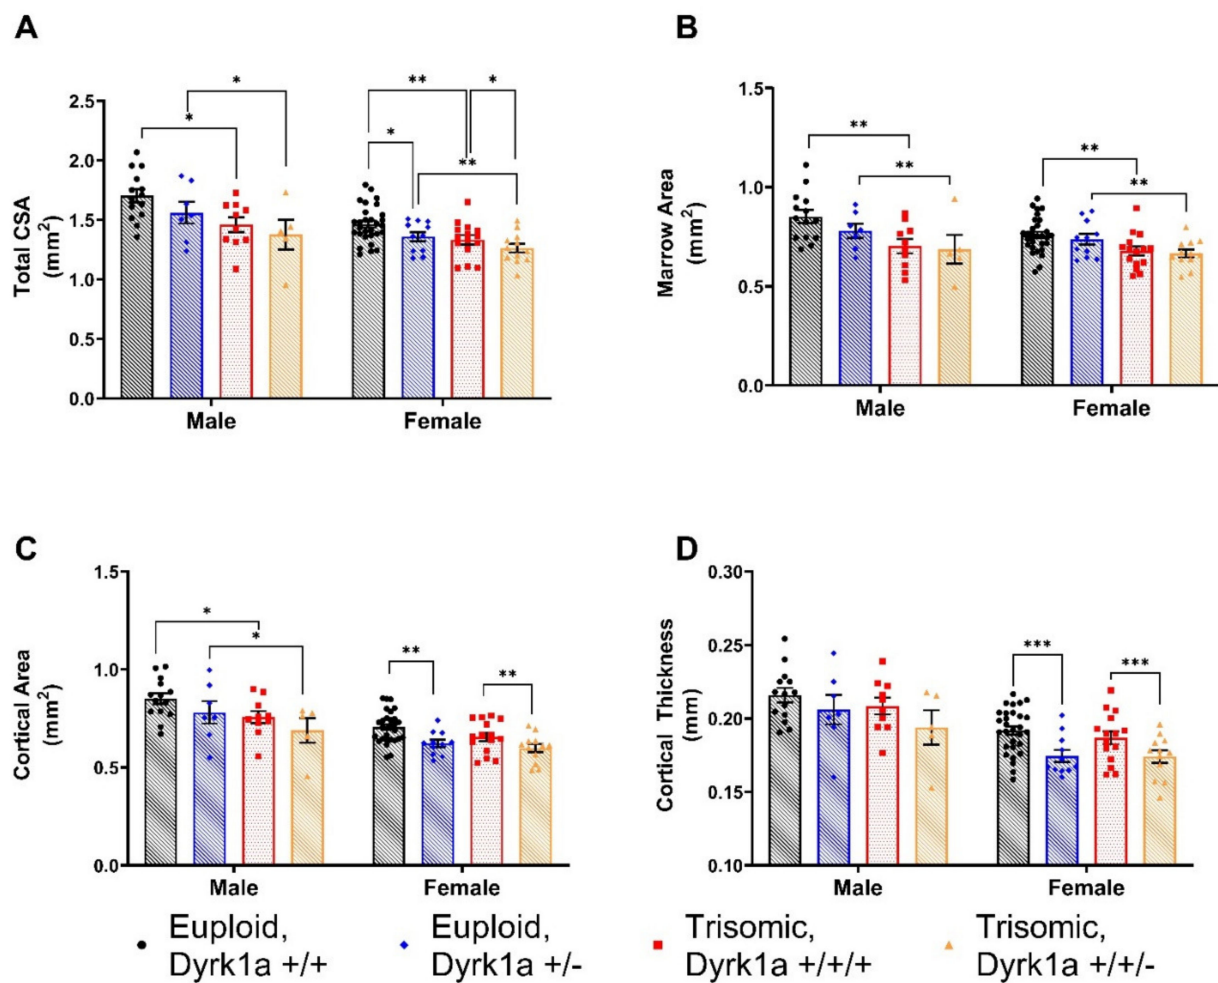 A
Total CSA
(mm2)
2.5
2.0
1.5
1.0
0.5
0.0
*
*
**
*
*
**
Male
Female
B
Marrow Area
(mm2)
1.5
1.0
0.5
0.0
**
**
**
**
Male
Female
C
Cortical Area
(mm2)
1.5
1.0
0.5
0.0
*
*
**
**
Male
Female
D
Cortical Thickness
(mm)
0.30
0.25
0.20
0.15
0.10
***
***
Male
Female
Euploid,
Dyrk1a +/+
Euploid,
Dyrk1a +/-
Trisomic,
Dyrk1a +/+/+
Trisomic,
Dyrk1a +/+/-